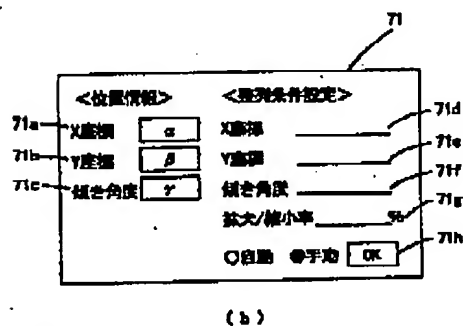 71
<位置情報> <整列条件設定>
71a X座標 α X座標 71d
71b Y座標 β Y座標 71e
71c 傾き角度 γ 傾き角度 71f
拡大/縮小率 % 71g
○自動 ◉手動 OK 71h
(b)